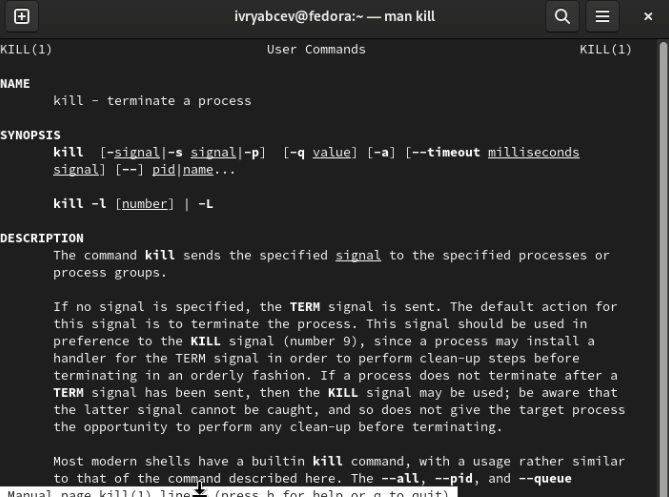 ivryabcev@fedora:~ — man kill
KILL(1) User Commands KILL(1)
NAME
kill - terminate a process
SYNOPSIS
kill [-signal|-s signal|-p] [-q value] [-a] [--timeout milliseconds
signal] [--] pid|name...
kill -l [number] | -L
DESCRIPTION
The command kill sends the specified signal to the specified processes or
process groups.
If no signal is specified, the TERM signal is sent. The default action for
this signal is to terminate the process. This signal should be used in
preference to the KILL signal (number 9), since a process may install a
handler for the TERM signal in order to perform clean-up steps before
terminating in an orderly fashion. If a process does not terminate after a
TERM signal has been sent, then the KILL signal may be used; be aware that
the latter signal cannot be caught, and so does not give the target process
the opportunity to perform any clean-up before terminating.
Most modern shells have a builtin kill command, with a usage rather similar
to that of the command described here. The --all, --pid, and --queue
Manual page kill(1) line (press h for help or q to quit)